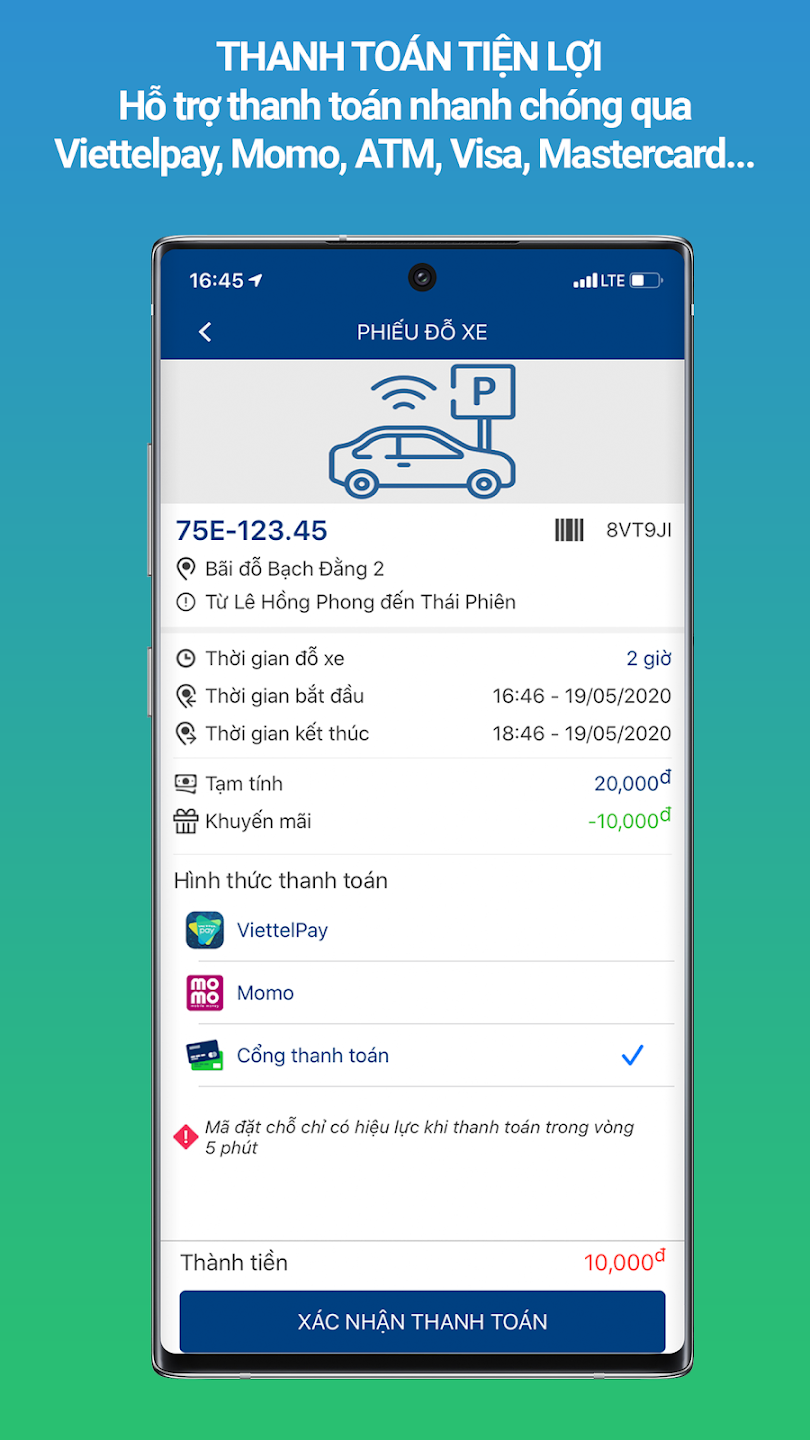 THANH TOÁN TIỆN LỢI
Hỗ trợ thanh toán nhanh chóng qua
Viettelpay, Momo, ATM, Visa, Mastercard...
16:45 LTE
PHIẾU ĐỖ XE
P
75E-123.45 8VT9JI
Bãi đỗ Bạch Đằng 2
Từ Lê Hồng Phong đến Thái Phiên
Thời gian đỗ xe 2 giờ
Thời gian bắt đầu 16:46 - 19/05/2020
Thời gian kết thúc 18:46 - 19/05/2020
Tạm tính 20,000đ
Khuyến mãi -10,000đ
Hình thức thanh toán
pay ViettelPay
mo
mo Momo
Cổng thanh toán
Mã đặt chỗ chỉ có hiệu lực khi thanh toán trong vòng
5 phút
Thành tiền 10,000đ
XÁC NHẬN THANH TOÁN